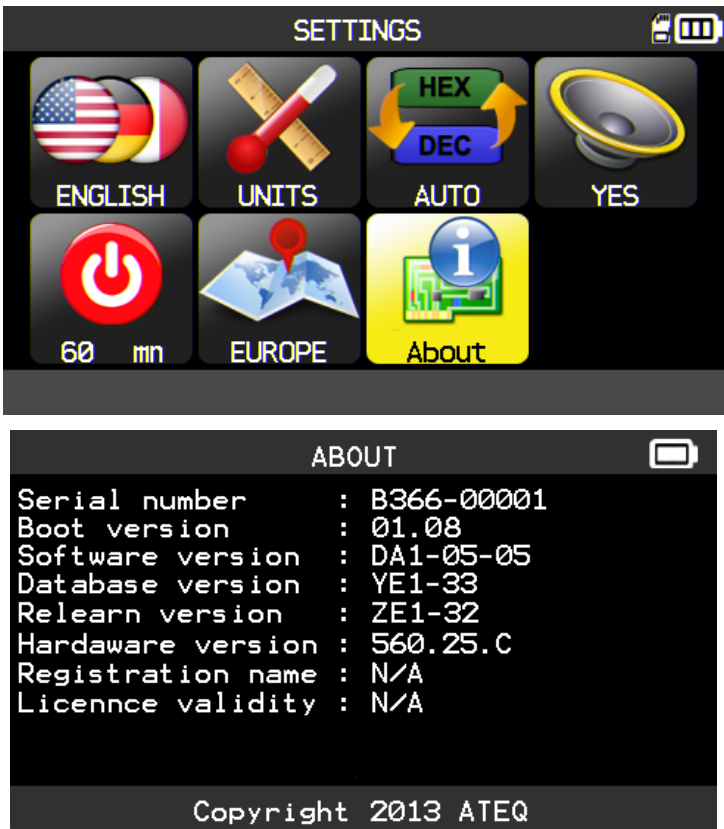 SETTINGS
HEX
DEC
ENGLISH UNITS AUTO YES
60 mn EUROPE About
ABOUT
Serial number : B366-00001
Boot version : 01.08
Software version : DA1-05-05
Database version : YE1-33
Relearn version : ZE1-32
Hardaware version : 560.25.C
Registration name : N/A
Licennce validity : N/A
Copyright 2013 ATEQ